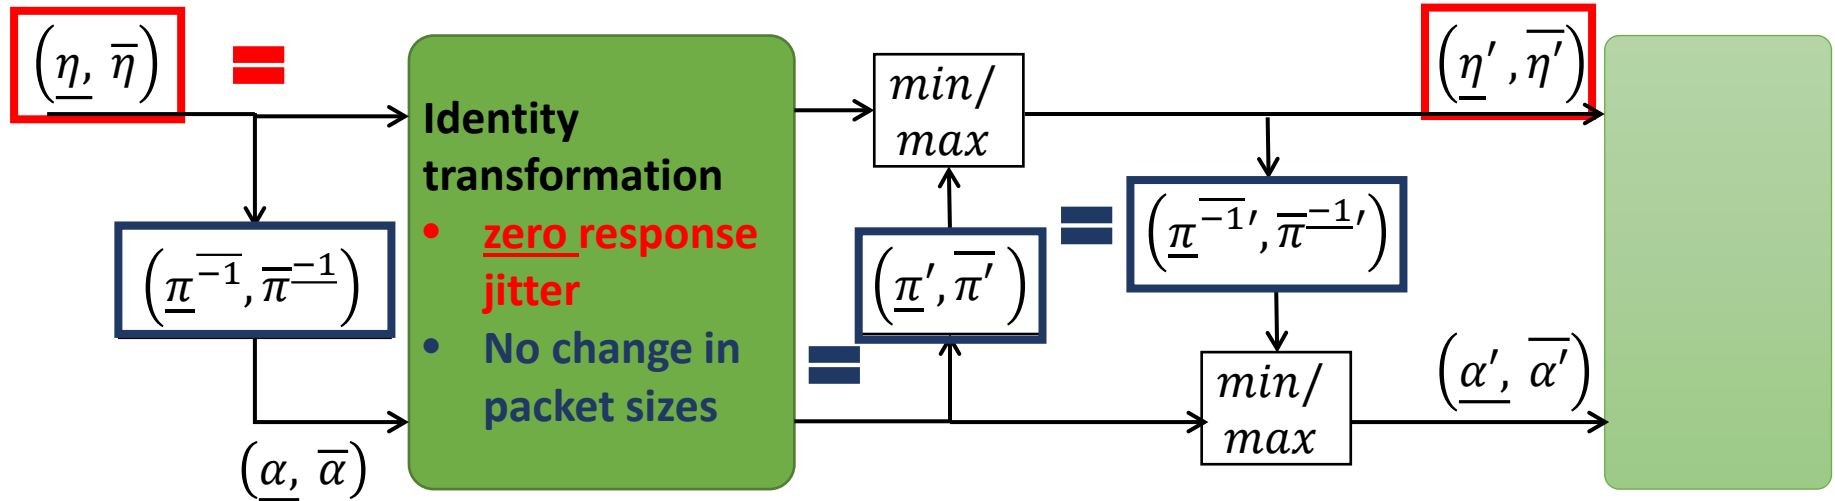 (η, η̅)
=
Identity
transformation
• zero response
jitter
• No change in
packet sizes
min/
max
(η′, η′̅)
(π̲^‾−1‾, π̅^−̲1̲)
=
(π̲′, π′̅)
=
(π̲^‾−1‾′, π̅^−̲1̲′)
min/
max
(α̲′, α′̅)
(α̲, α̅)